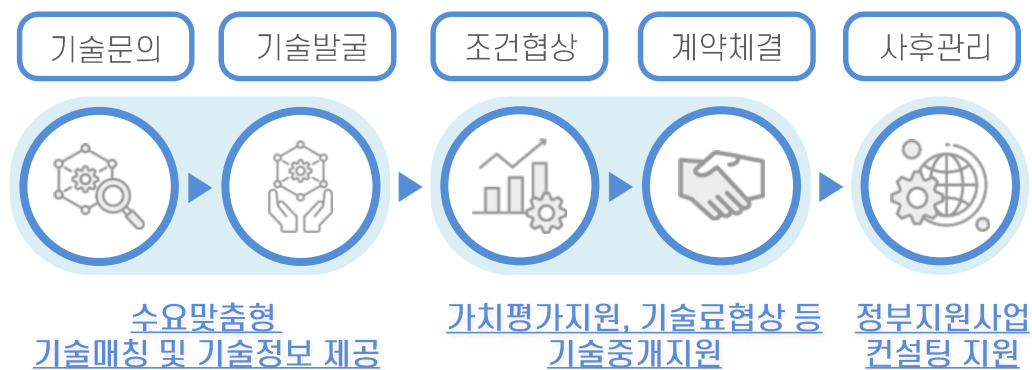 기술문의
기술발굴
조건협상
계약체결
사후관리
수요맞춤형
기술매칭 및 기술정보 제공
가치평가지원, 기술료협상 등
기술중개지원
정부지원사업
컨설팅 지원